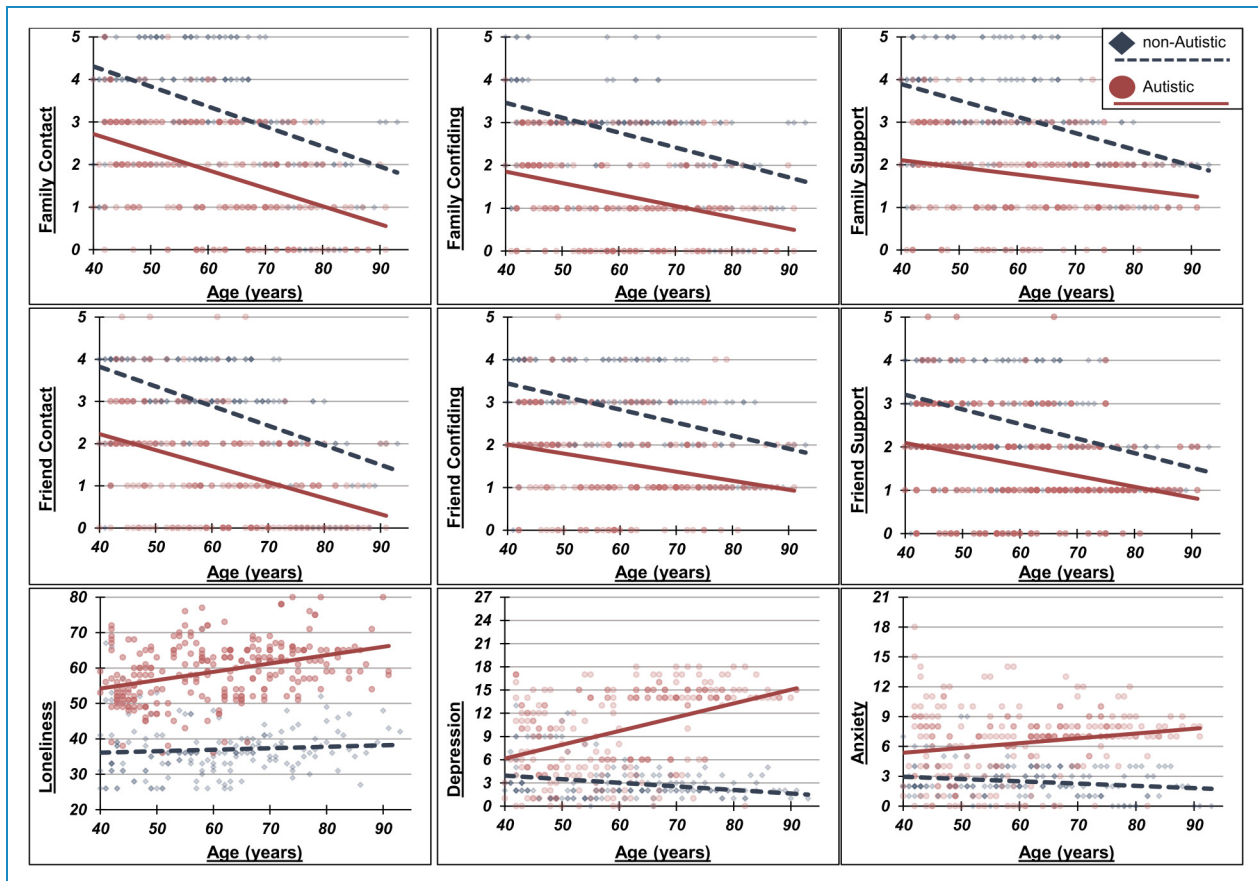 non-Autistic
Autistic
Family Contact
5
4
3
2
1
0
40 50 60 70 80 90
Age (years)
Family Confiding
5
4
3
2
1
0
40 50 60 70 80 90
Age (years)
Family Support
5
4
3
2
1
0
40 50 60 70 80 90
Age (years)
Friend Contact
5
4
3
2
1
0
40 50 60 70 80 90
Age (years)
Friend Confiding
5
4
3
2
1
0
40 50 60 70 80 90
Age (years)
Friend Support
5
4
3
2
1
0
40 50 60 70 80 90
Age (years)
Loneliness
80
70
60
50
40
30
20
40 50 60 70 80 90
Age (years)
Depression
27
24
21
18
15
12
9
6
3
0
40 50 60 70 80 90
Age (years)
Anxiety
21
18
15
12
9
6
3
0
40 50 60 70 80 90
Age (years)